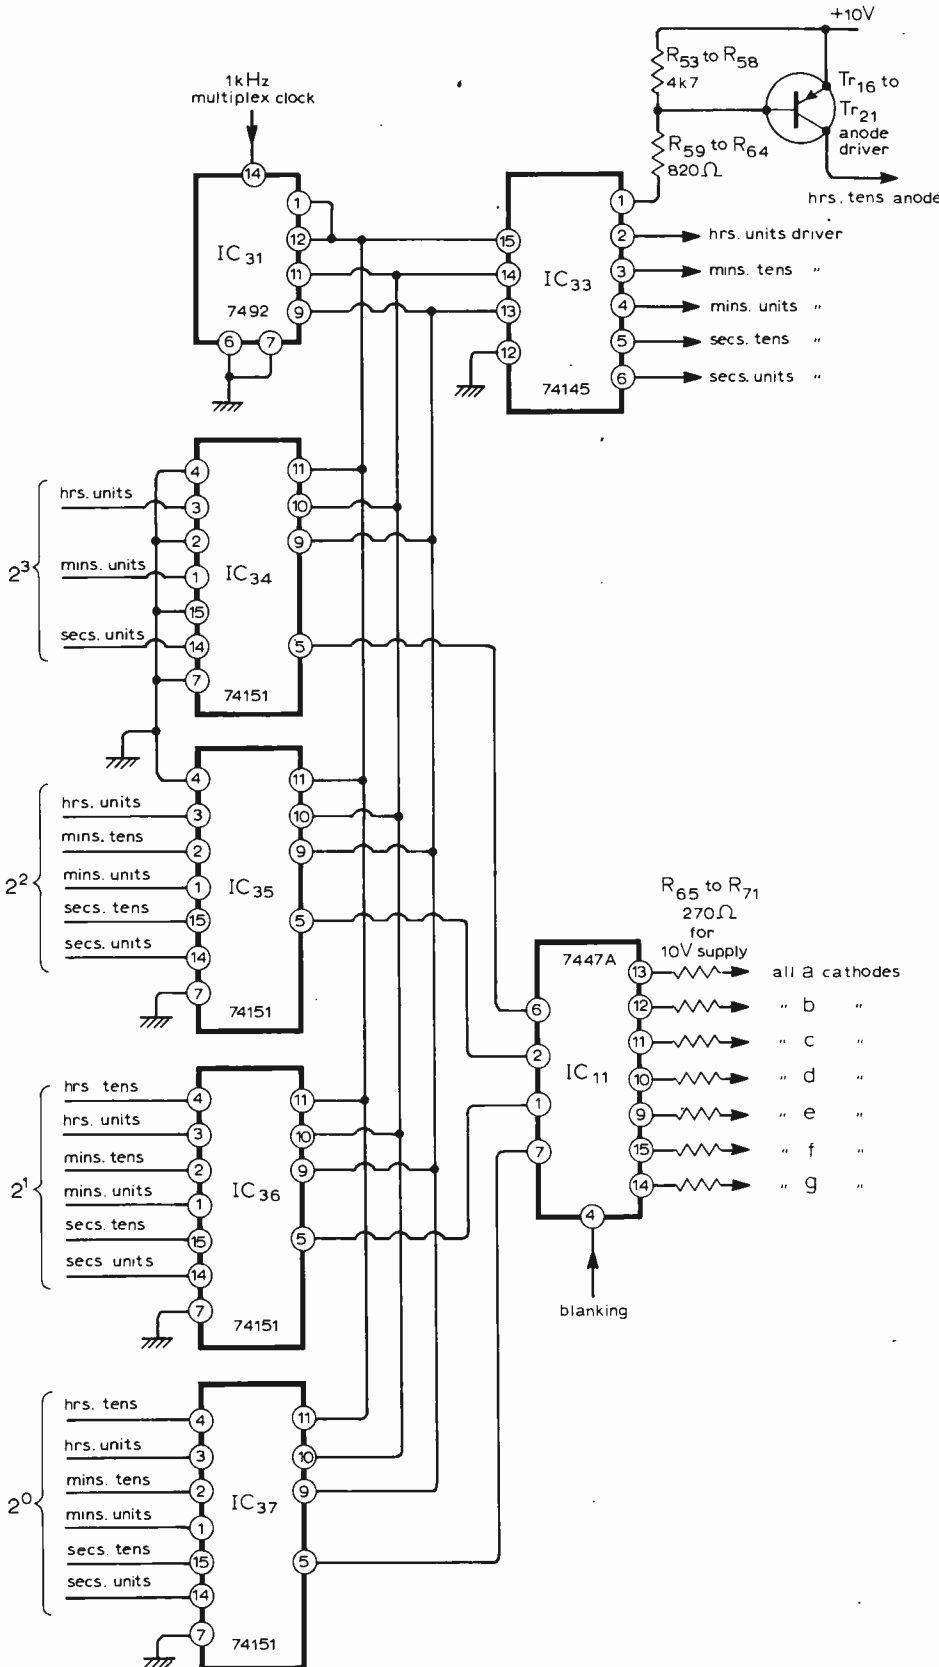 +10V
R53 to R58
4k7
Tr16 to
Tr21
anode
driver
R59 to R64
820Ω
hrs. tens anode
1kHz
multiplex clock
14
1
12
11
9
IC31
7492
6 7
15
14
13
12
IC33
74145
1
2 hrs. units driver
3 mins. tens "
4 mins. units "
5 secs. tens "
6 secs. units "
2³
hrs. units
mins. units
secs. units
4
3
2
1
15
14
7
IC34
74151
11
10
9
5
2²
hrs. units
mins. tens
mins. units
secs. tens
secs. units
4
3
2
1
15
14
7
IC35
74151
11
10
9
5
2¹
hrs tens
hrs. units
mins. tens
mins. units
secs. tens
secs units
4
3
2
1
15
14
7
IC36
74151
11
10
9
5
2⁰
hrs. tens
hrs. units
mins. tens
mins. units
secs. tens
secs. units
4
3
2
1
15
14
7
IC37
74151
11
10
9
5
R65 to R71
270Ω
for
10V supply
7447A
IC11
6
2
1
7
4
blanking
13 all a cathodes
12 " b "
11 " c "
10 " d "
9 " e "
15 " f "
14 " g "